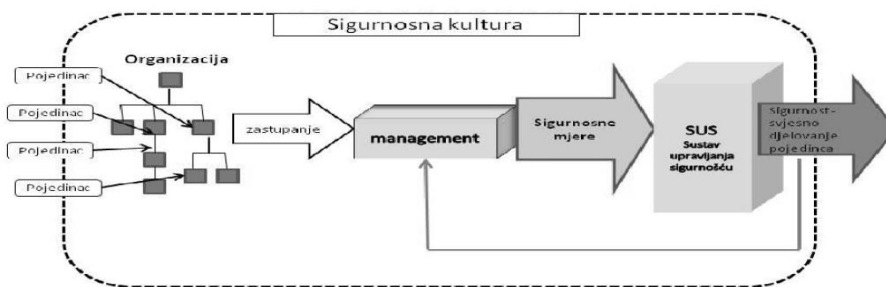 Sigurnosna kultura
Organizacija
Pojedinac
Pojedinac
Pojedinac
Pojedinac
zastupanje
management
Sigurnosne
mjere
SUS
Sustav
upravljanja
sigurnošću
Sigurnost-
svjesno
djelovanje
pojedinca